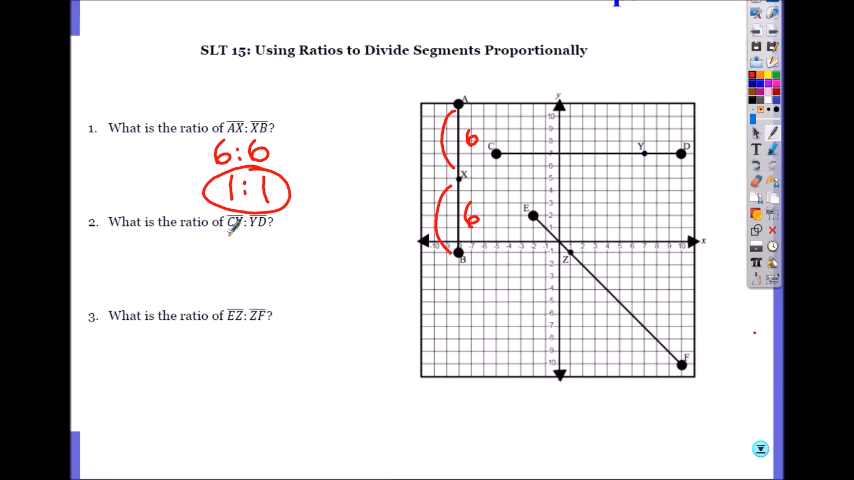 SLT 15: Using Ratios to Divide Segments Proportionally
1. What is the ratio of AX: XB?
6:6
1:1
2. What is the ratio of CY: YD?
3. What is the ratio of EZ: ZF?
y
A
10
6
C
Y
D
X
6
E
x
B
Z
F